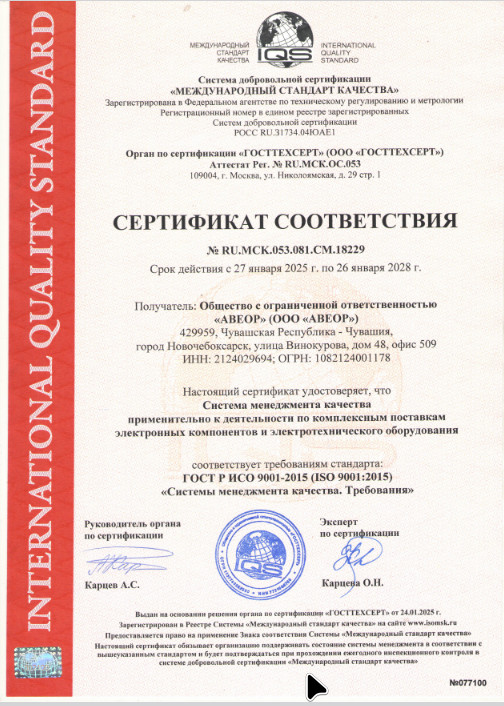 МЕЖДУНАРОДНЫЙ
СТАНДАРТ
КАЧЕСТВА
IQS
INTERNATIONAL
QUALITY
STANDARD
INTERNATIONAL QUALITY STANDARD
Система добровольной сертификации
«МЕЖДУНАРОДНЫЙ СТАНДАРТ КАЧЕСТВА»
Зарегистрирована в Федеральном агентстве по техническому регулированию и метрологии
Регистрационный номер в едином реестре зарегистрированных
Систем добровольной сертификации
РОСС RU.31734.04ЮАЕ1
Орган по сертификации «ГОСТТЕХСЕРТ» (ООО «ГОСТТЕХСЕРТ»)
Аттестат Рег. № RU.МСК.ОС.053
109004, г. Москва, ул. Николоямская, д. 29 стр. 1
СЕРТИФИКАТ СООТВЕТСТВИЯ
№ RU.МСК.053.081.СМ.18229
Срок действия с 27 января 2025 г. по 26 января 2028 г.
Получатель: Общество с ограниченной ответственностью
«АВЕОР» (ООО «АВЕОР»)
429959, Чувашская Республика - Чувашия,
город Новочебоксарск, улица Винокурова, дом 48, офис 509
ИНН: 2124029694; ОГРН: 1082124001178
Настоящий сертификат удостоверяет, что
Система менеджмента качества
применительно к деятельности по комплексным поставкам
электронных компонентов и электротехнического оборудования
соответствует требованиям стандарта:
ГОСТ Р ИСО 9001-2015 (ISO 9001:2015)
«Системы менеджмента качества. Требования»
Руководитель органа
по сертификации
Карцев А.С.
IQS
Эксперт
по сертификации
Карцева О.Н.
Выдан на основании решения органа по сертификации «ГОСТТЕХСЕРТ» от 24.01.2025 г.
Зарегистрирован в Реестре Системы «Международный стандарт качества» на сайте www.isomsk.ru
Предоставляется право на применение Знака соответствия Системы «Международный стандарт качества»
Настоящий сертификат обязывает организацию поддерживать состояние системы менеджмента в соответствии с
вышеуказанным стандартом и будет подтверждаться при прохождении ежегодного инспекционного контроля в
системе добровольной сертификации «Международный стандарт качества»
№077100